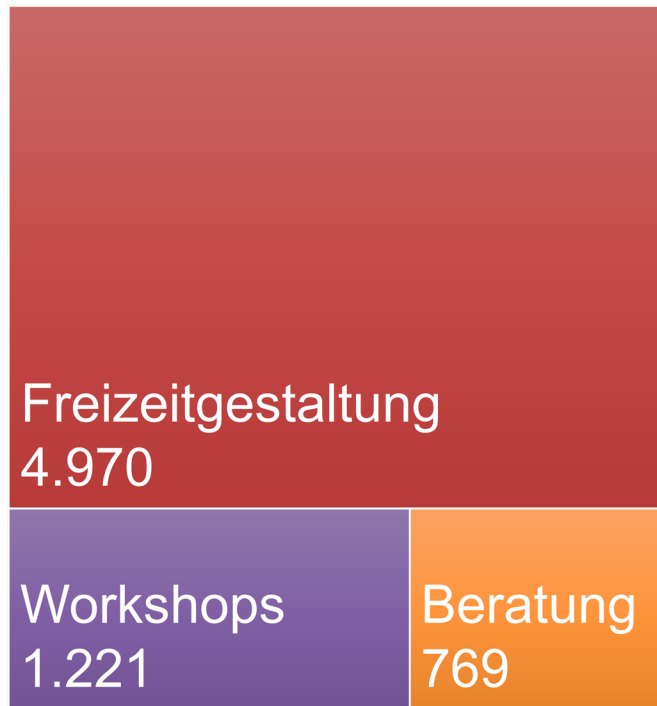 Freizeitgestaltung
4.970
Workshops
1.221
Beratung
769